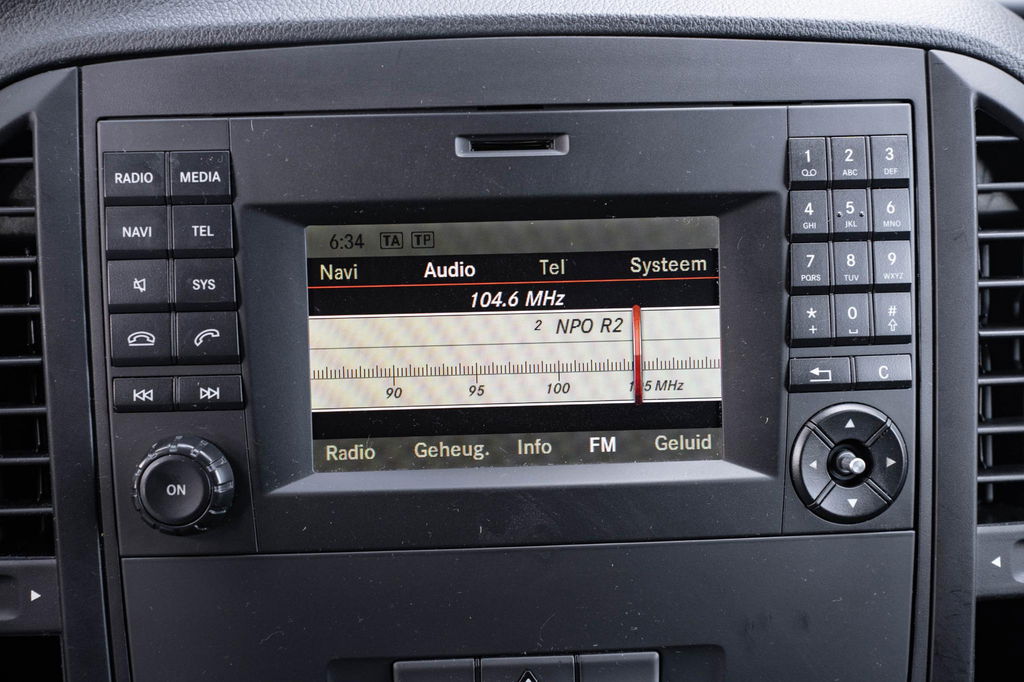 RADIO MEDIA
NAVI TEL
SYS
ON
6:34 TA TP
Navi Audio Tel Systeem
104.6 MHz
2 NPO R2
90 95 100 105 MHz
Radio Geheug. Info FM Geluid
1 2 ABC 3 DEF
4 GHI 5 JKL 6 MNO
7 PQRS 8 TUV 9 WXYZ
* + 0 #
C